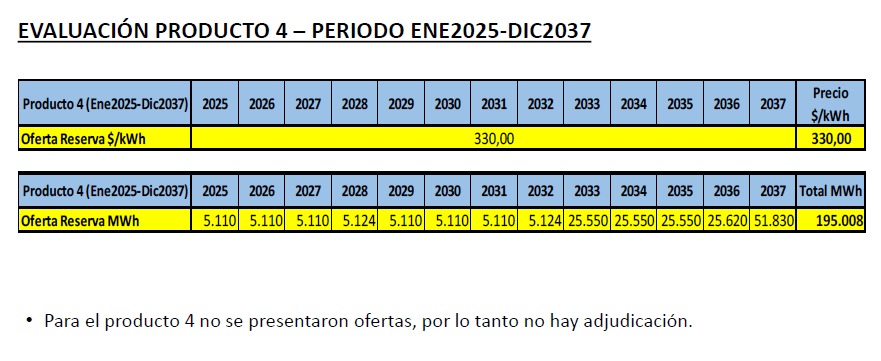 EVALUACIÓN PRODUCTO 4 – PERIODO ENE2025-DIC2037
Producto 4 (Ene2025-Dic2037) 2025 2026 2027 2028 2029 2030 2031 2032 2033 2034 2035 2036 2037 Precio $/kWh
Oferta Reserva $/kWh 330,00 330,00
Producto 4 (Ene2025-Dic2037) 2025 2026 2027 2028 2029 2030 2031 2032 2033 2034 2035 2036 2037 Total MWh
Oferta Reserva MWh 5.110 5.110 5.110 5.124 5.110 5.110 5.110 5.124 25.550 25.550 25.550 25.620 51.830 195.008
• Para el producto 4 no se presentaron ofertas, por lo tanto no hay adjudicación.